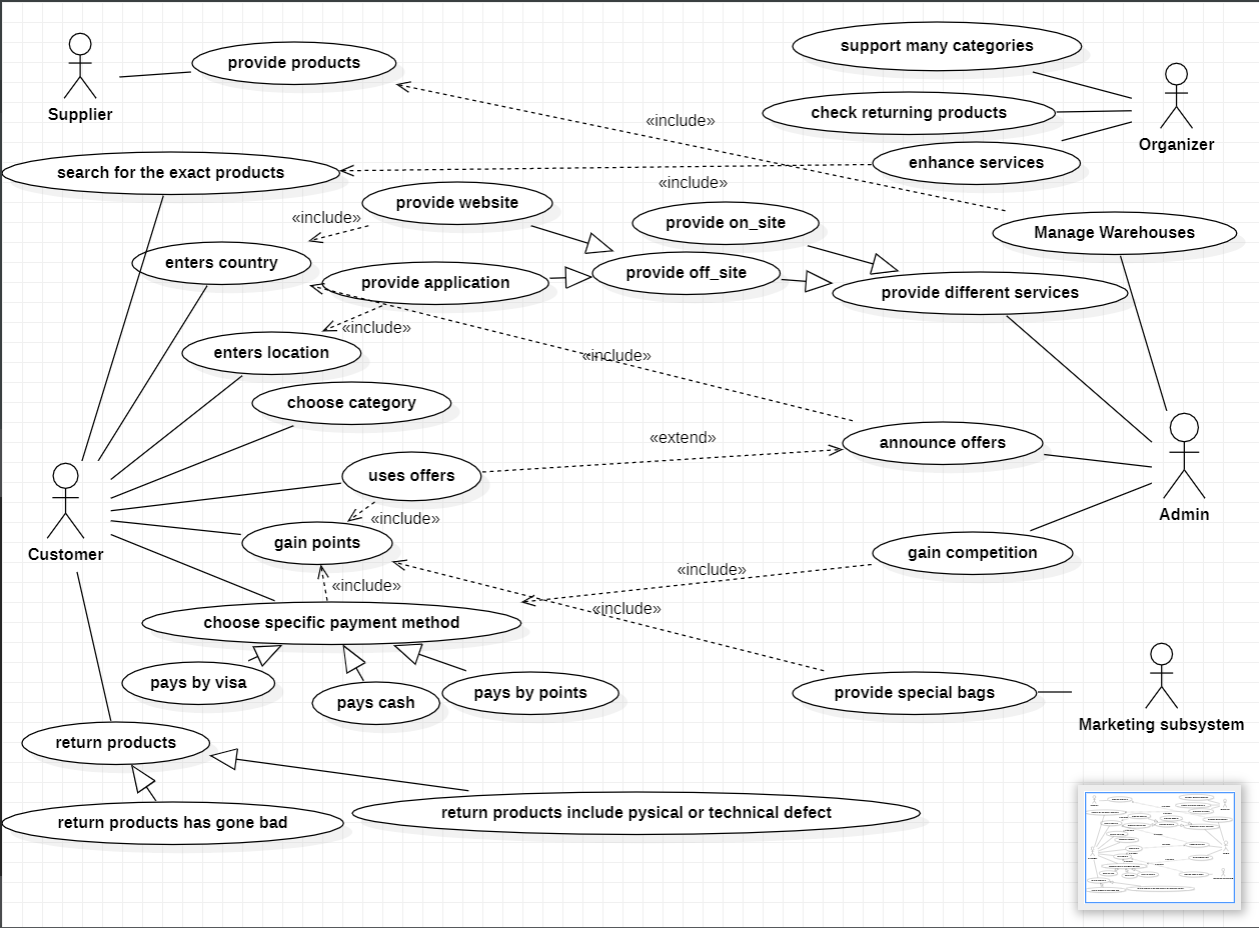 support many categories
provide products
Supplier
«include»
check returning products
Organizer
search for the exact products
enhance services
«include»
provide website
«include»
provide on_site
Manage Warehouses
enters country
provide application
provide off_site
provide different services
«include»
enters location
«include»
choose category
«extend»
announce offers
uses offers
«include»
Admin
gain points
Customer
gain competition
«include»
«include»
«include»
choose specific payment method
pays by visa
pays cash
pays by points
provide special bags
Marketing subsystem
return products
return products has gone bad
return products include pysical or technical defect